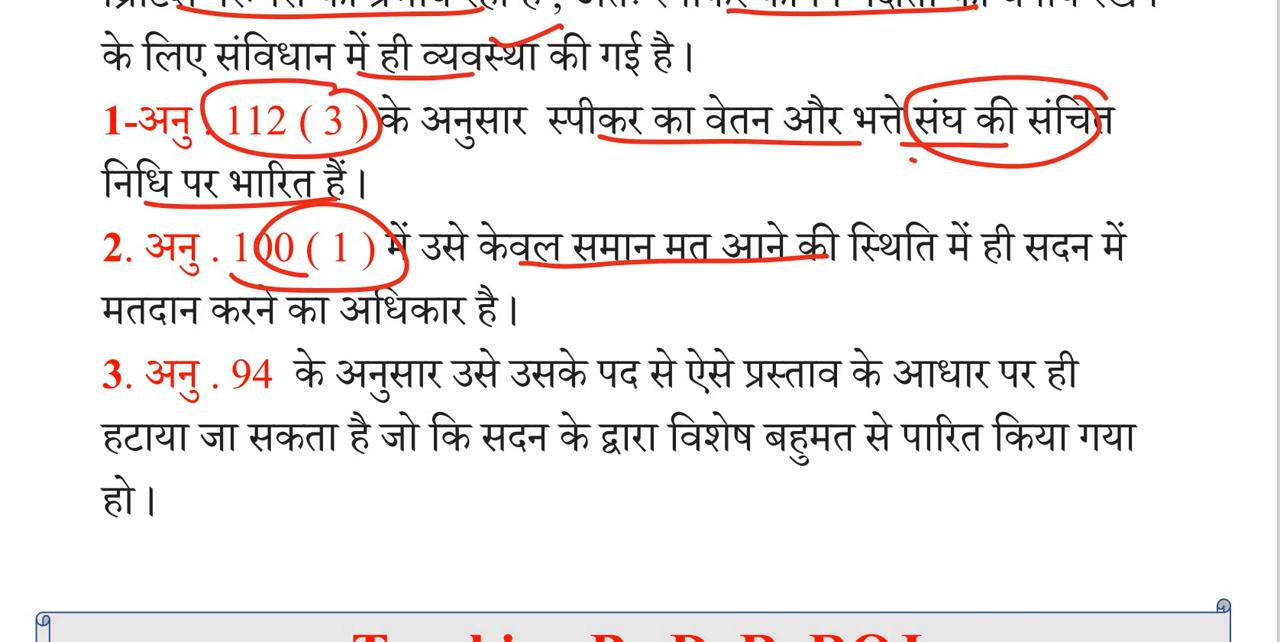 के लिए संविधान में ही व्यवस्था की गई है।
1-अनु . 112 ( 3 ) के अनुसार स्पीकर का वेतन और भत्ते संघ की संचित
निधि पर भारित हैं।
2. अनु . 100 ( 1 ) में उसे केवल समान मत आने की स्थिति में ही सदन में
मतदान करने का अधिकार है।
3. अनु . 94 के अनुसार उसे उसके पद से ऐसे प्रस्ताव के आधार पर ही
हटाया जा सकता है जो कि सदन के द्वारा विशेष बहुमत से पारित किया गया
हो।